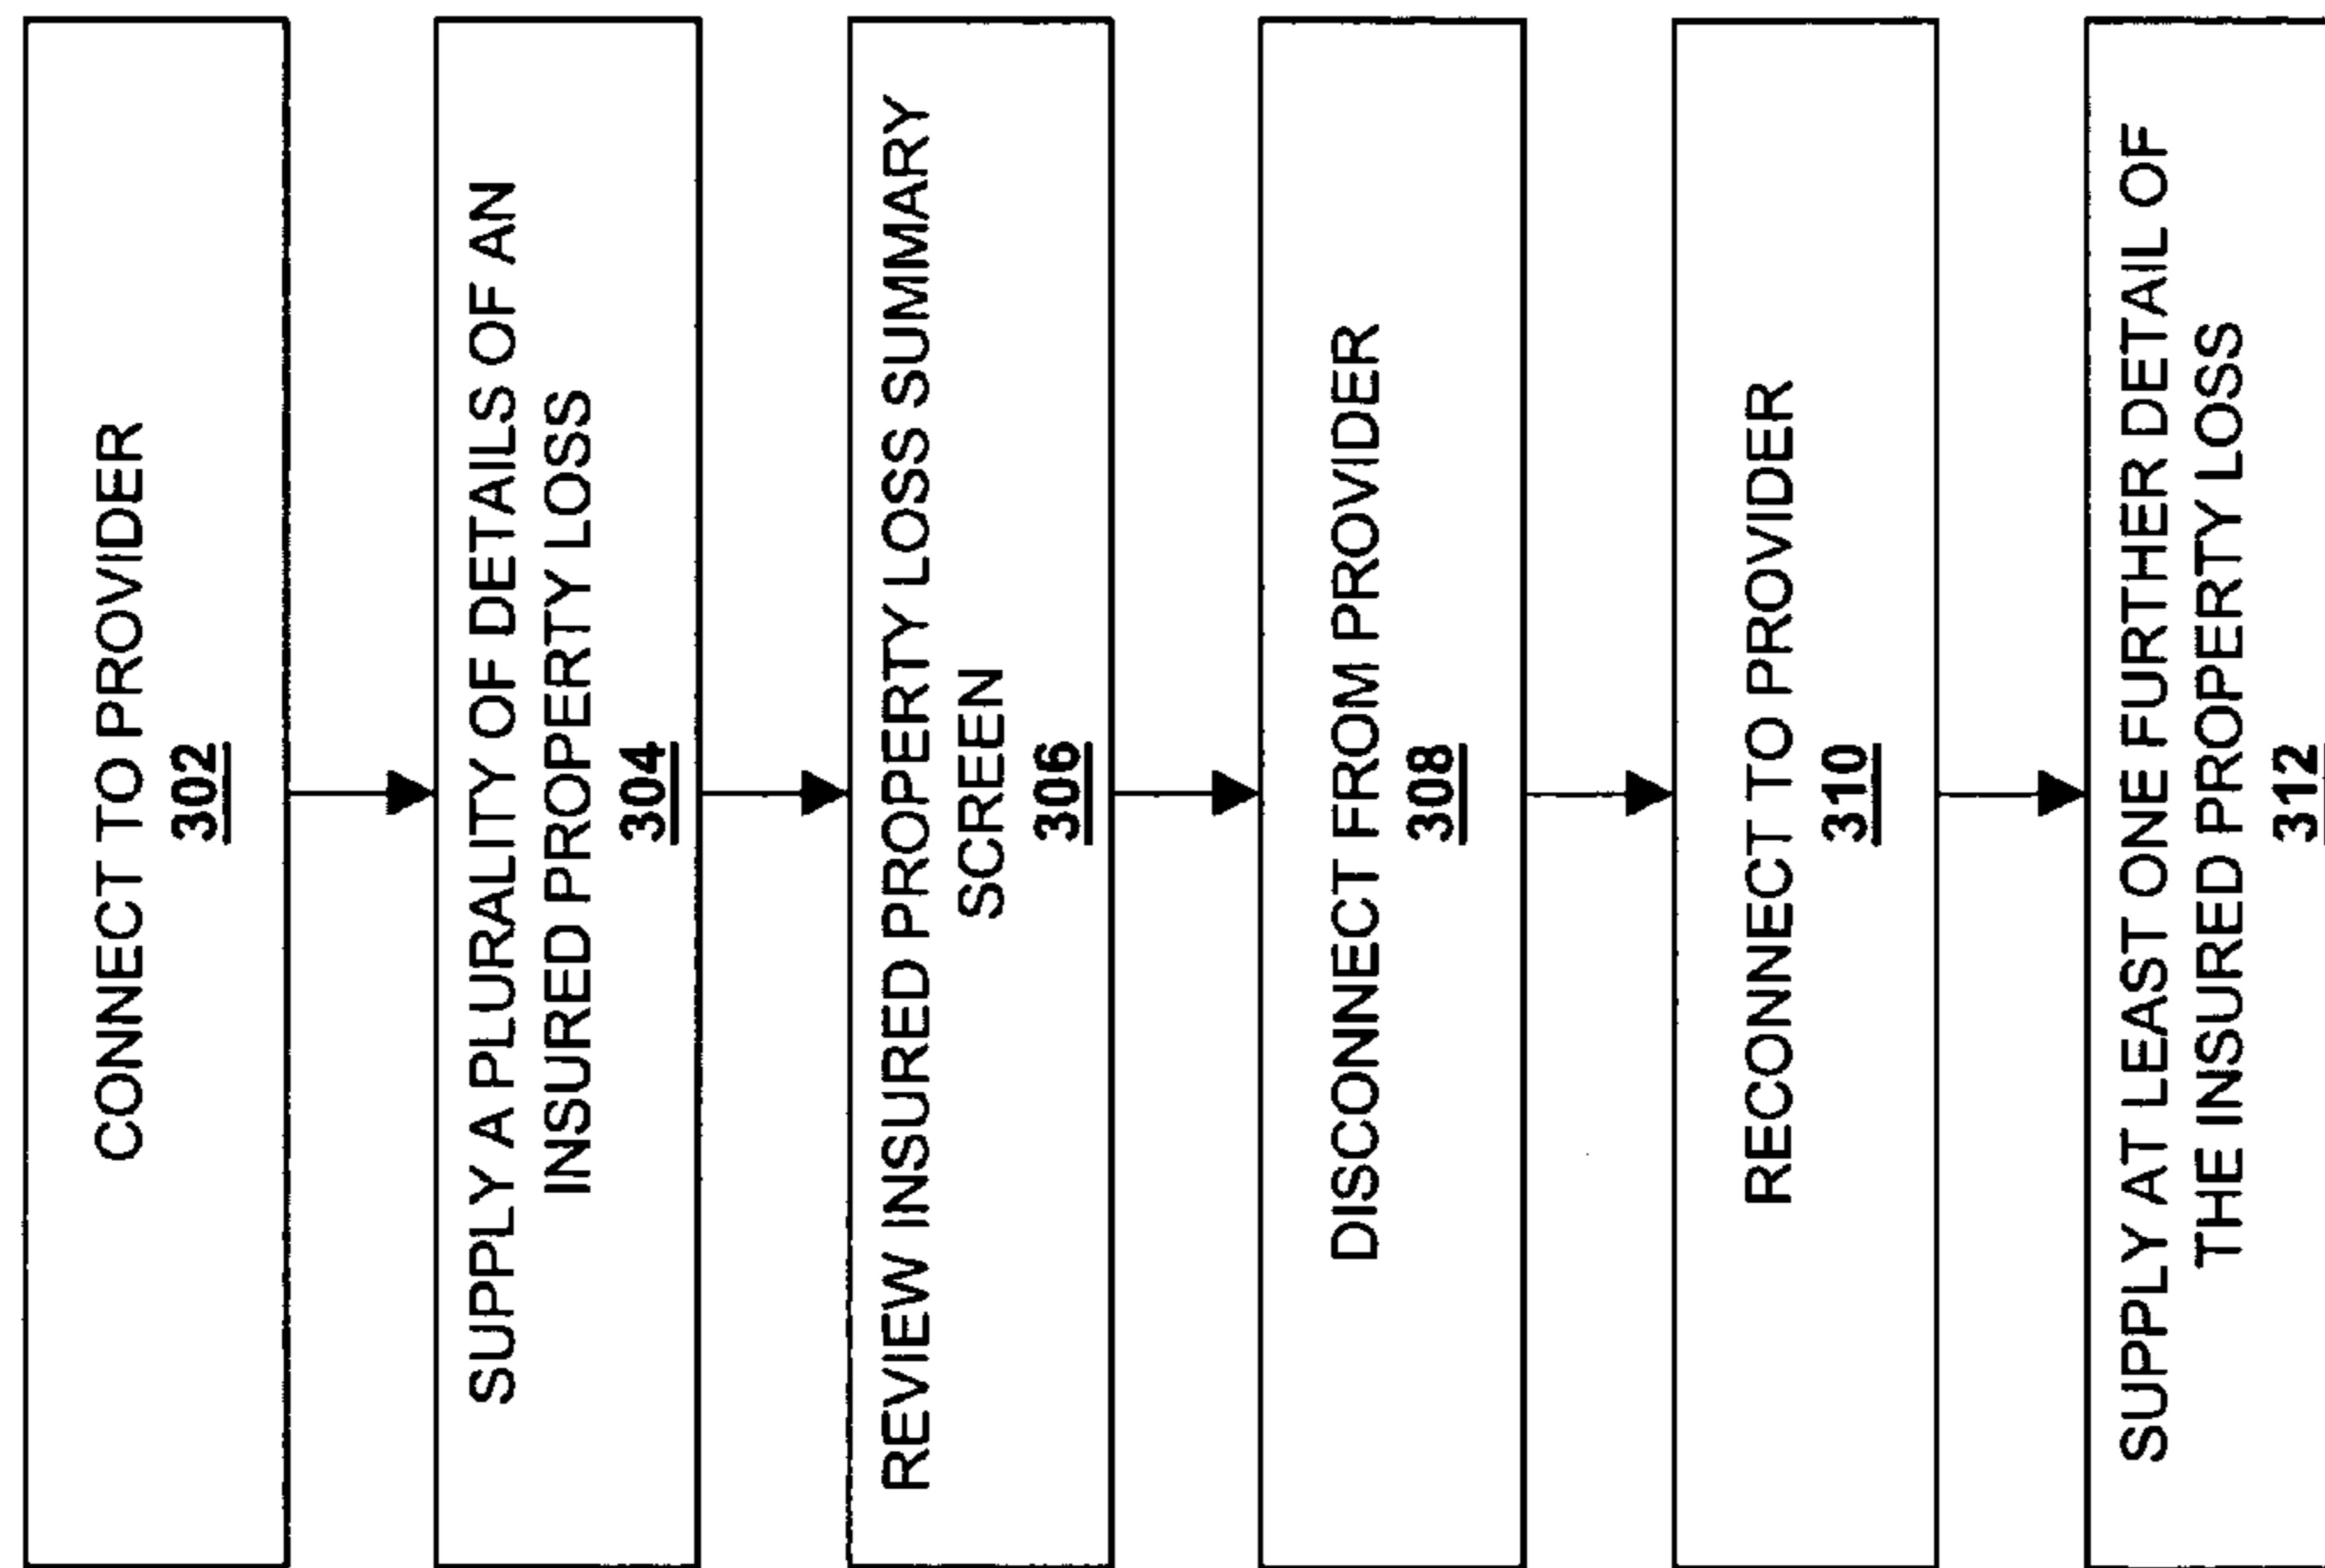 CONNECT TO PROVIDER
302
SUPPLY A PLURALITY OF DETAILS OF AN
INSURED PROPERTY LOSS
304
REVIEW INSURED PROPERTY LOSS SUMMARY
SCREEN
306
DISCONNECT FROM PROVIDER
308
RECONNECT TO PROVIDER
310
SUPPLY AT LEAST ONE FURTHER DETAIL OF
THE INSURED PROPERTY LOSS
312